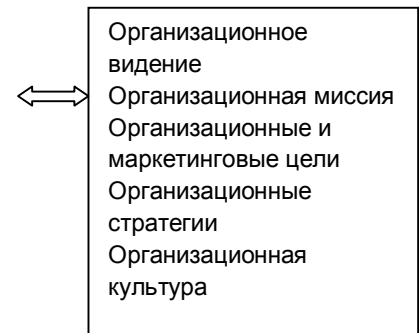 Организационное
видение
Организационная миссия
Организационные и
маркетинговые цели
Организационные
стратегии
Организационная
культура